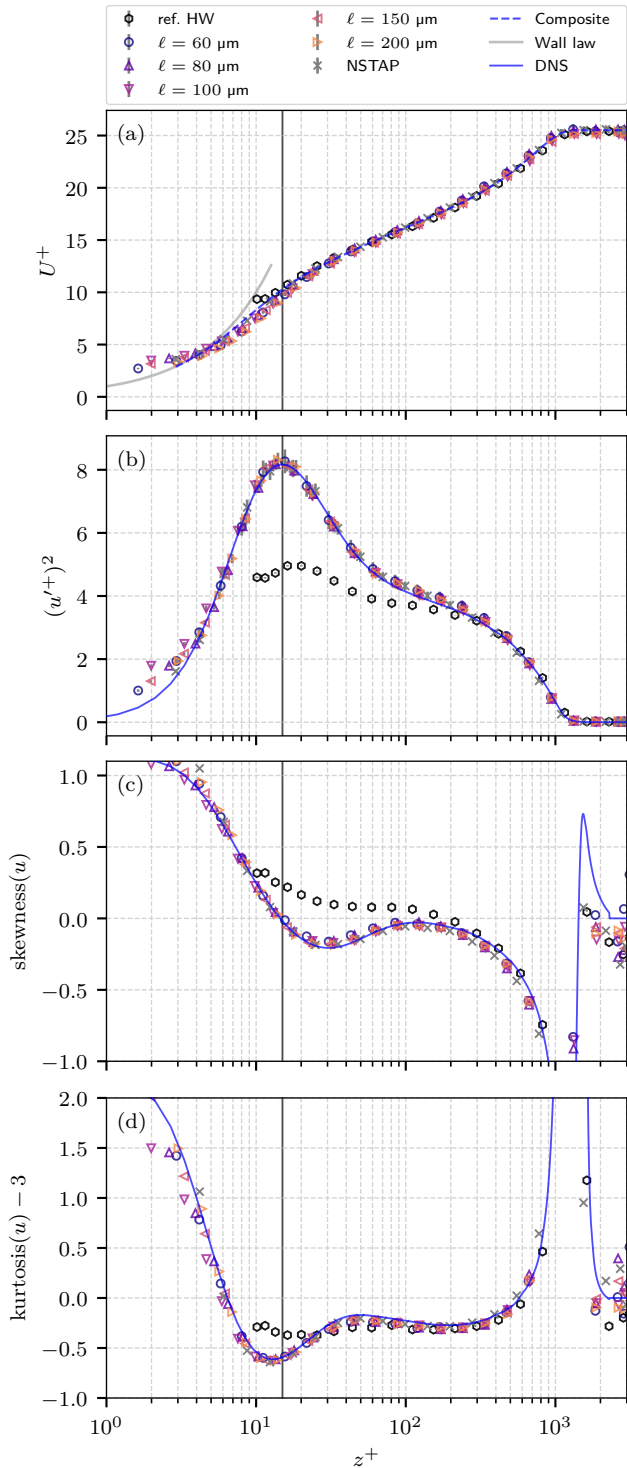 ref. HW
ℓ = 60 µm
ℓ = 80 µm
ℓ = 100 µm
ℓ = 150 µm
ℓ = 200 µm
NSTAP
Composite
Wall law
DNS
(a)
25
20
15
10
5
0
U⁺
(b)
8
6
4
2
0
(u′⁺)²
(c)
1.0
0.5
0.0
−0.5
−1.0
skewness(u)
(d)
2.0
1.5
1.0
0.5
0.0
−0.5
−1.0
kurtosis(u) − 3
10⁰ 10¹ 10² 10³
z⁺